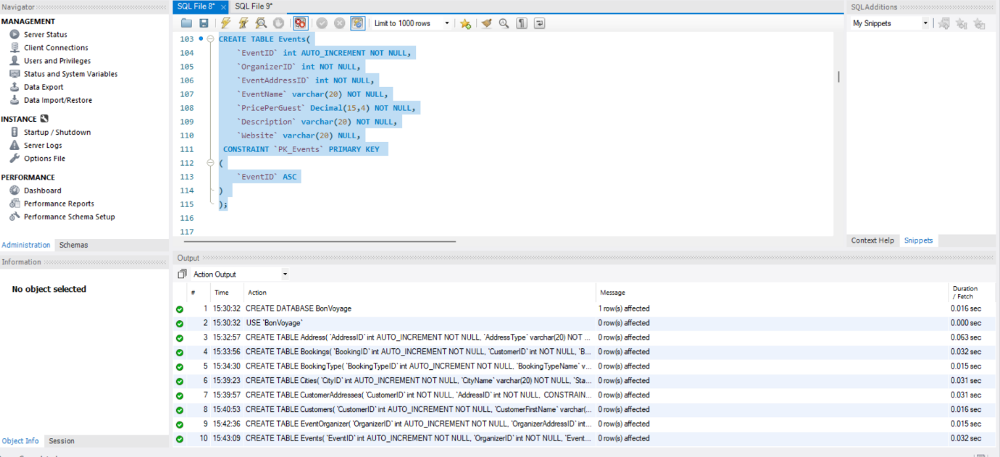 Navigator
MANAGEMENT
Server Status
Client Connections
Users and Privileges
Status and System Variables
Data Export
Data Import/Restore
INSTANCE
Startup / Shutdown
Server Logs
Options File
PERFORMANCE
Dashboard
Performance Reports
Performance Schema Setup
Administration Schemas
Information
No object selected
Object Info Session
SQL File 8* × SQL File 9*
Limit to 1000 rows
103 CREATE TABLE Events(
104 `EventID` int AUTO_INCREMENT NOT NULL,
105 `OrganizerID` int NOT NULL,
106 `EventAddressID` int NOT NULL,
107 `EventName` varchar(20) NOT NULL,
108 `PricePerGuest` Decimal(15,4) NOT NULL,
109 `Description` varchar(20) NOT NULL,
110 `Website` varchar(20) NULL,
111 CONSTRAINT `PK_Events` PRIMARY KEY
112 (
113 `EventID` ASC
114 )
115 );
116
117
SQLAdditions
My Snippets
Context Help Snippets
Output
Action Output
# Time Action Message Duration / Fetch
1 15:30:32 CREATE DATABASE BonVoyage 1 row(s) affected 0.016 sec
2 15:30:32 USE `BonVoyage` 0 row(s) affected 0.000 sec
3 15:32:57 CREATE TABLE Address( `AddressID` int AUTO_INCREMENT NOT NULL, `AddressType` varchar(20) NOT ... 0 row(s) affected 0.063 sec
4 15:33:56 CREATE TABLE Bookings( `BookingID` int AUTO_INCREMENT NOT NULL, `CustomerID` int NOT NULL, `B... 0 row(s) affected 0.032 sec
5 15:34:30 CREATE TABLE BookingType( `BookingTypeID` int AUTO_INCREMENT NOT NULL, `BookingTypeName` v... 0 row(s) affected 0.015 sec
6 15:39:23 CREATE TABLE Cities( `CityID` int AUTO_INCREMENT NOT NULL, `CityName` varchar(20) NOT NULL, `Sta... 0 row(s) affected 0.031 sec
7 15:39:57 CREATE TABLE CustomerAddresses( `CustomerID` int NOT NULL, `AddressID` int NOT NULL, CONSTRAIN... 0 row(s) affected 0.031 sec
8 15:40:53 CREATE TABLE Customers( `CustomerID` int AUTO_INCREMENT NOT NULL, `CustomerFirstName` varchar(... 0 row(s) affected 0.016 sec
9 15:42:36 CREATE TABLE EventOrganizer( `OrganizerID` int AUTO_INCREMENT NOT NULL, `OrganizerAddressID` int... 0 row(s) affected 0.015 sec
10 15:43:09 CREATE TABLE Events( `EventID` int AUTO_INCREMENT NOT NULL, `OrganizerID` int NOT NULL, `Event... 0 row(s) affected 0.032 sec